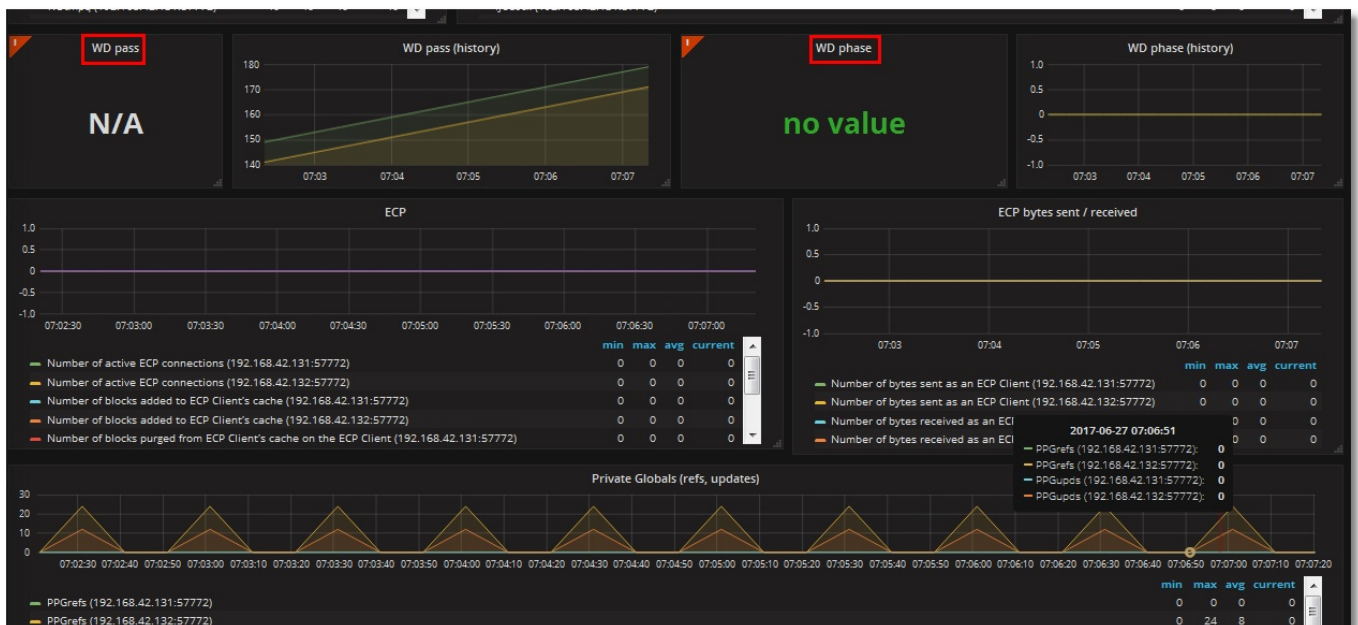 WD pass
WD pass (history)
WD phase
WD phase (history)
N/A
180
170
160
150
140
07:03 07:04 07:05 07:06 07:07
no value
1.0
0.5
0
-0.5
-1.0
07:03 07:04 07:05 07:06 07:07
ECP
1.0
0.5
0
-0.5
-1.0
07:02:30 07:03:00 07:03:30 07:04:00 07:04:30 07:05:00 07:05:30 07:06:00 07:06:30 07:07:00
min max avg current
Number of active ECP connections (192.168.42.131:57772) 0 0 0 0
Number of active ECP connections (192.168.42.132:57772) 0 0 0 0
Number of blocks added to ECP Client's cache (192.168.42.131:57772) 0 0 0 0
Number of blocks added to ECP Client's cache (192.168.42.132:57772) 0 0 0 0
Number of blocks purged from ECP Client's cache on the ECP Client (192.168.42.131:57772) 0 0 0 0
ECP bytes sent / received
1.0
0.5
0
-0.5
-1.0
07:03 07:04 07:05 07:06 07:07
min max avg current
Number of bytes sent as an ECP Client (192.168.42.131:57772) 0 0 0 0
Number of bytes sent as an ECP Client (192.168.42.132:57772) 0 0 0 0
Number of bytes received as an ECP 0 0 0
Number of bytes received as an ECP 0 0 0
2017-06-27 07:06:51
PPGrefs (192.168.42.131:57772): 0
PPGrefs (192.168.42.132:57772): 0
PPGupds (192.168.42.131:57772): 0
PPGupds (192.168.42.132:57772): 0
Private Globals (refs, updates)
30
20
10
0
07:02:30 07:02:40 07:02:50 07:03:00 07:03:10 07:03:20 07:03:30 07:03:40 07:03:50 07:04:00 07:04:10 07:04:20 07:04:30 07:04:40 07:04:50 07:05:00 07:05:10 07:05:20 07:05:30 07:05:40 07:05:50 07:06:00 07:06:10 07:06:20 07:06:30 07:06:40 07:06:50 07:07:00 07:07:10 07:07:20
min max avg current
PPGrefs (192.168.42.131:57772) 0 0 0 0
PPGrefs (192.168.42.132:57772) 0 24 8 0